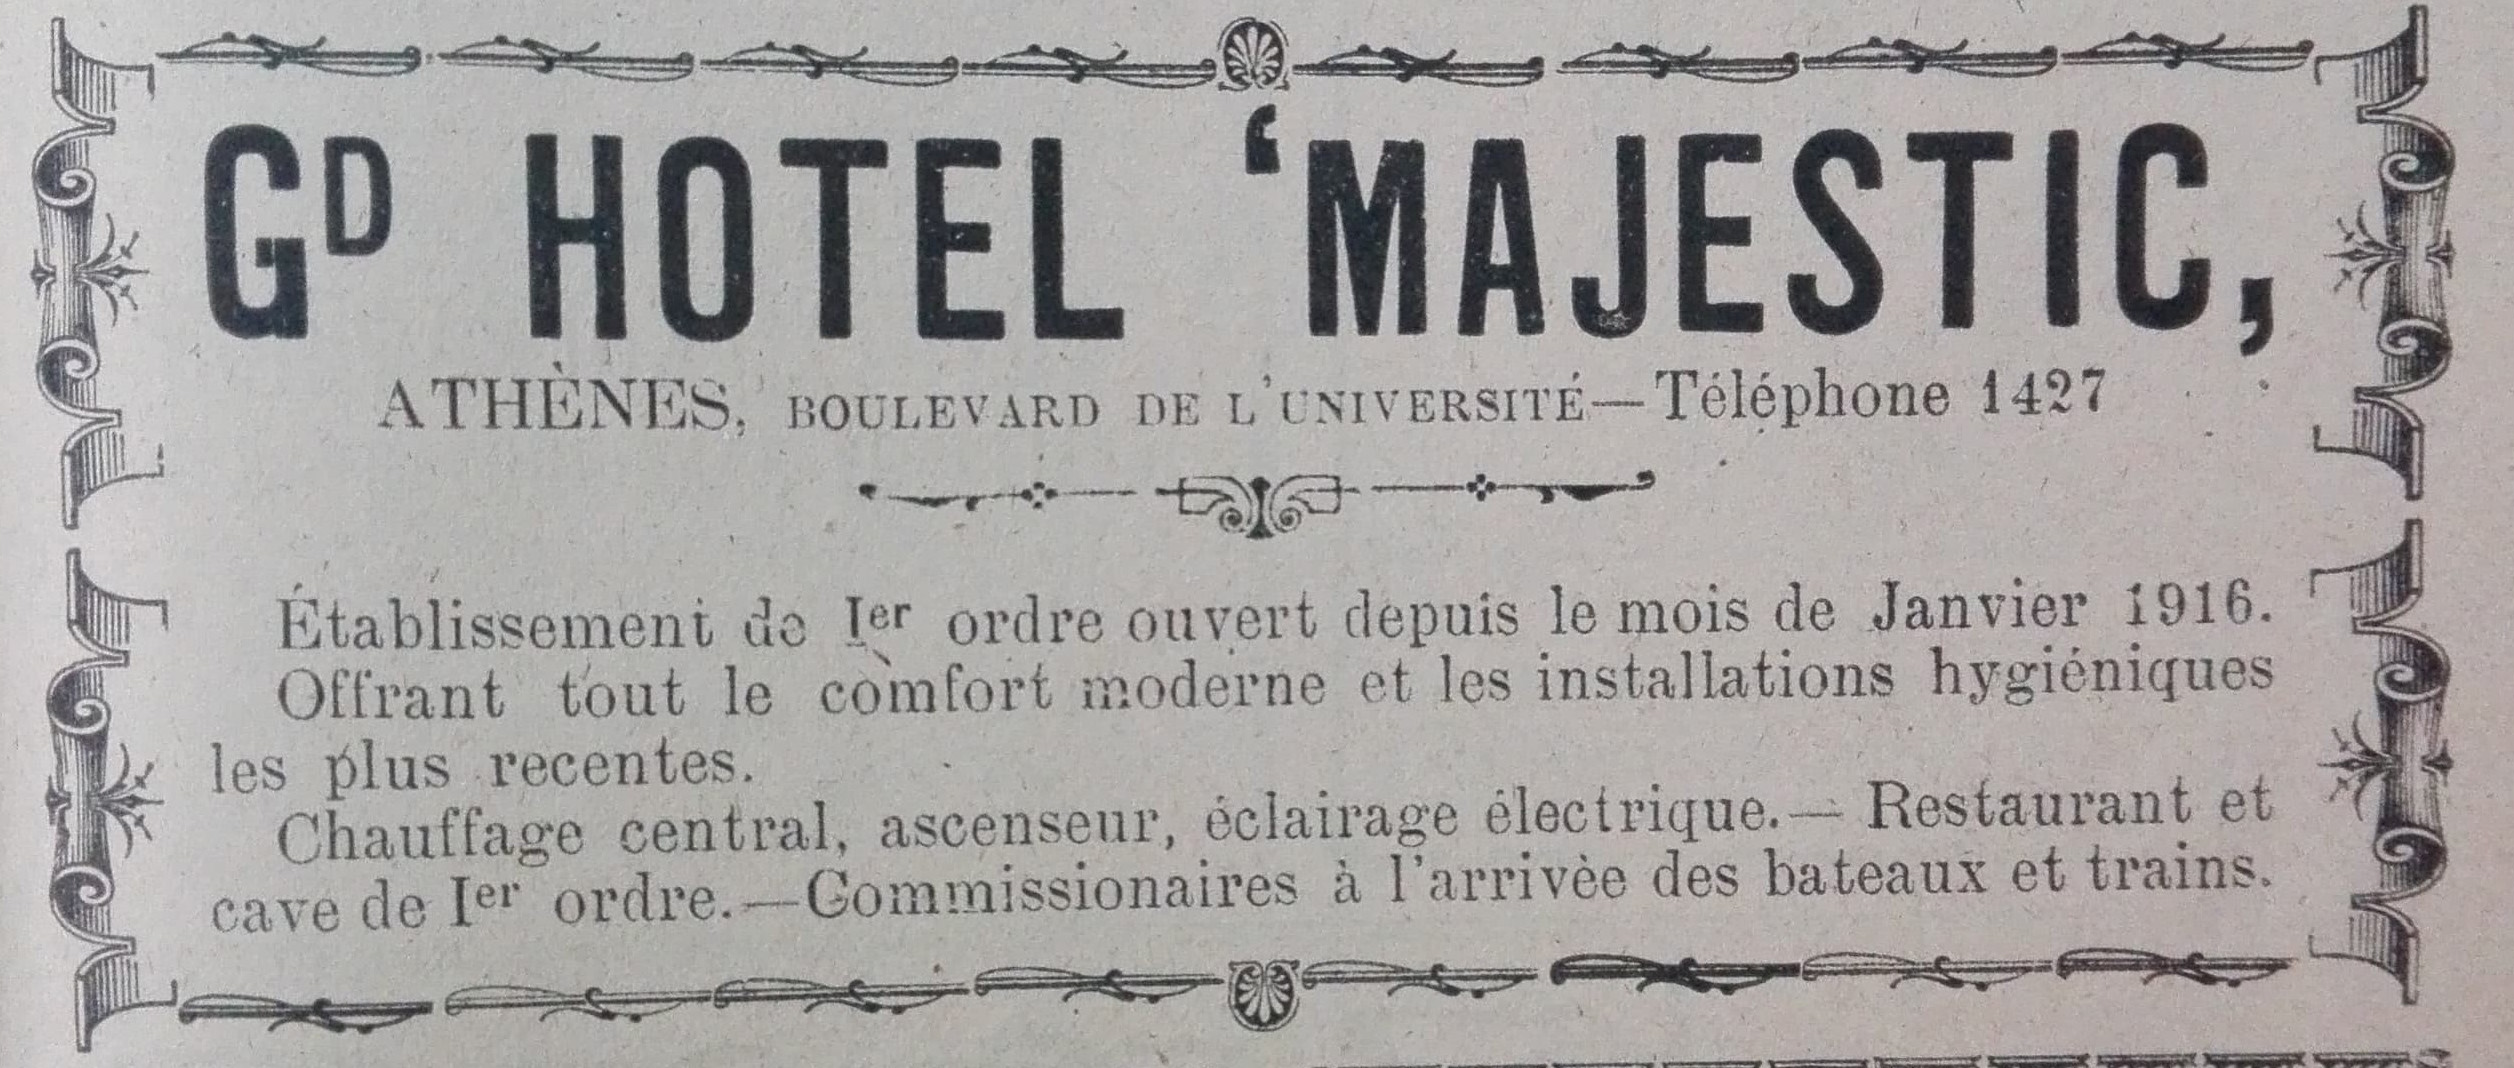 GD HOTEL ‘MAJESTIC,
ATHÈNES, BOULEVARD DE L'UNIVERSITÉ—Téléphone 1427
Établissement de Ier ordre ouvert depuis le mois de Janvier 1916.
Offrant tout le comfort moderne et les installations hygiéniques
les plus recentes.
Chauffage central, ascenseur, éclairage électrique.— Restaurant et
cave de Ier ordre.—Commissionaires à l'arrivèe des bateaux et trains.